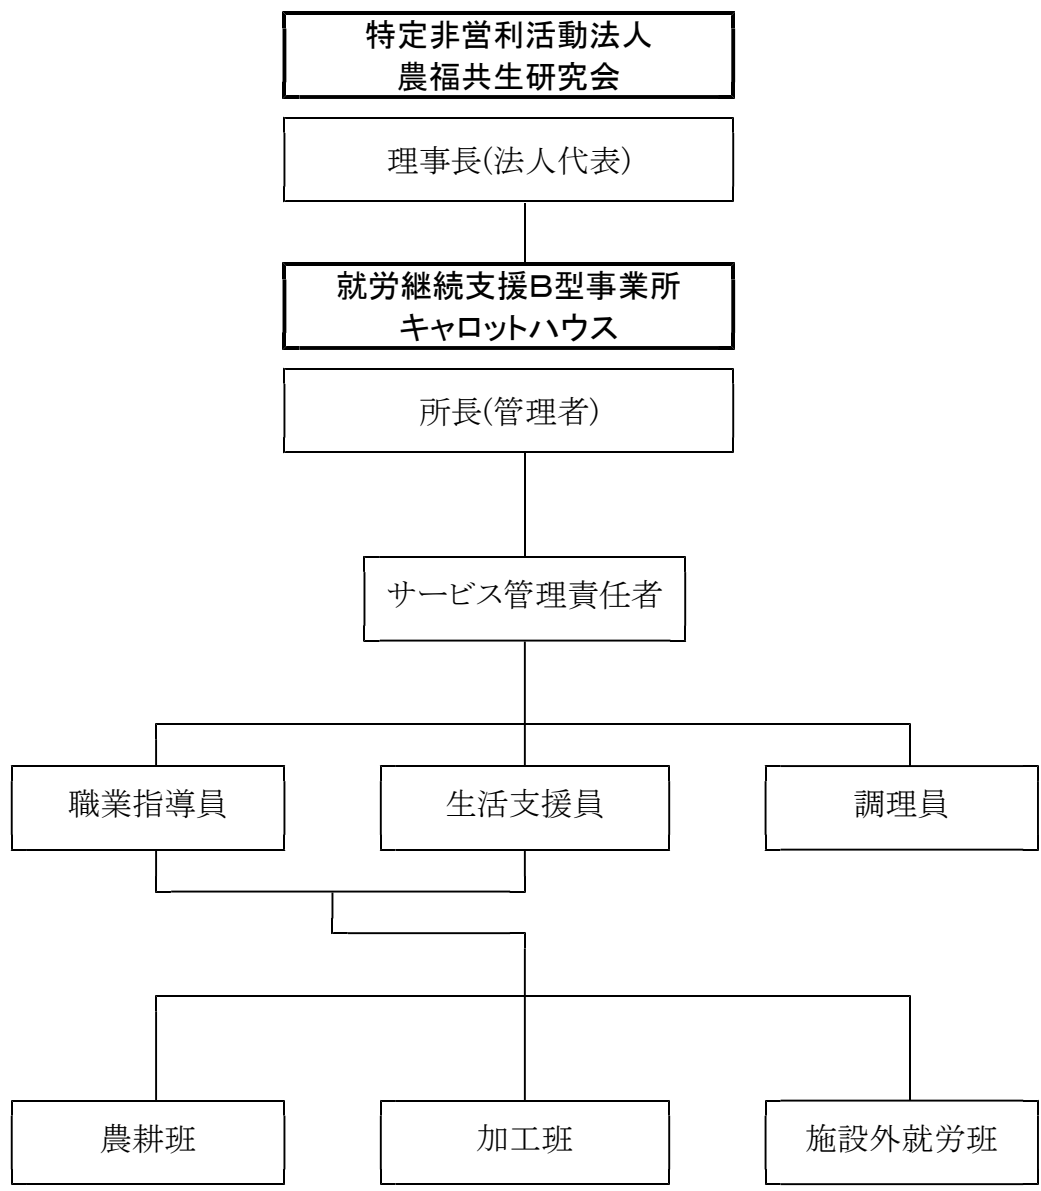 特定非営利活動法人
農福共生研究会
理事長(法人代表)
就労継続支援B型事業所
キャロットハウス
所長(管理者)
サービス管理責任者
職業指導員
生活支援員
調理員
農耕班
加工班
施設外就労班